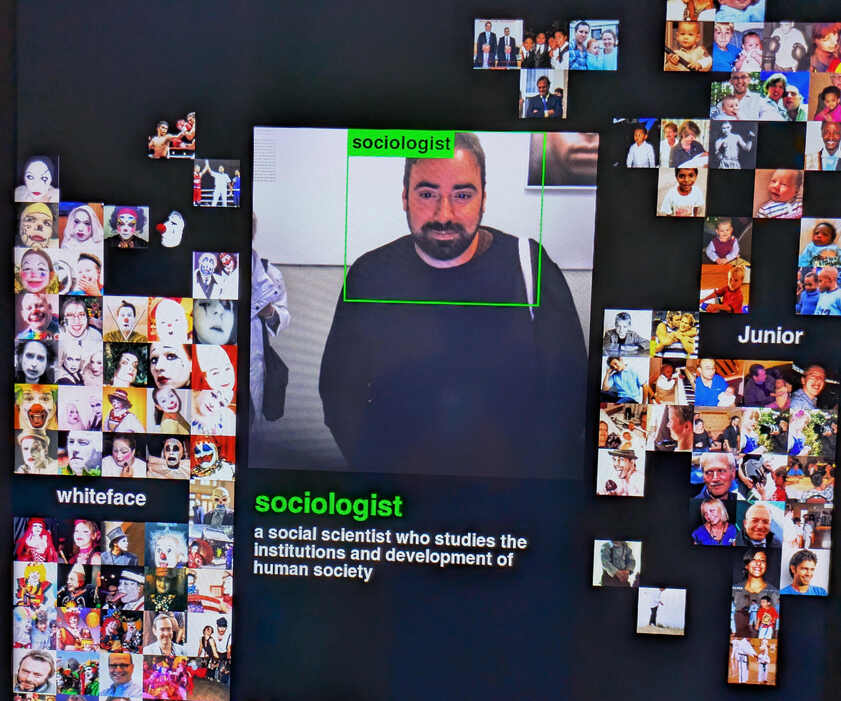 sociologist
Junior
whiteface
sociologist
a social scientist who studies the
institutions and development of
human society